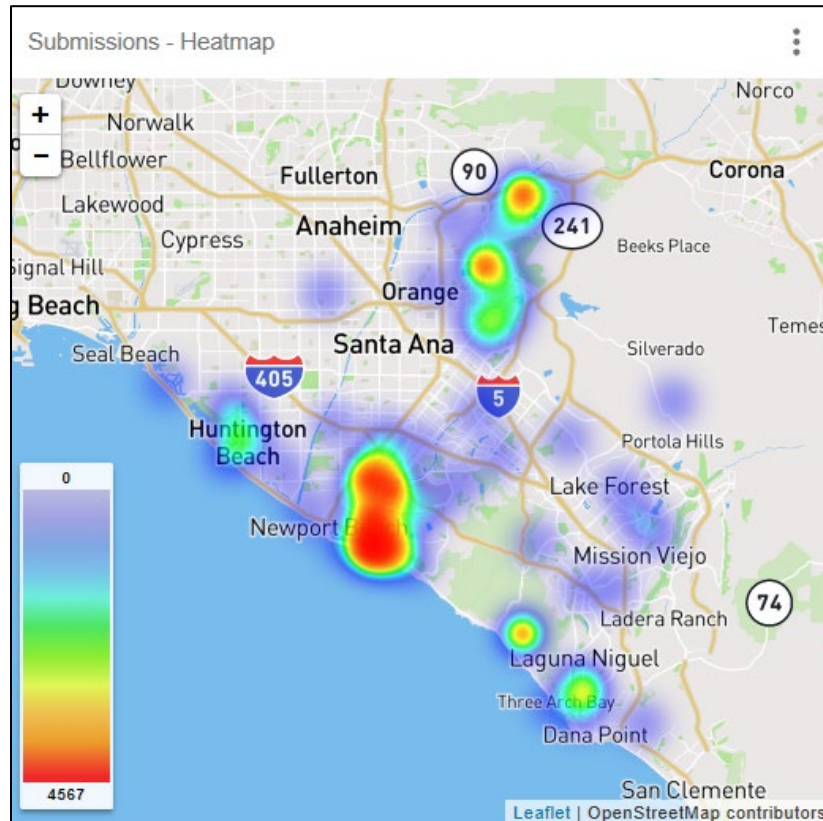 Submissions - Heatmap
Downey
Norco
+
Norwalk
−
Bellflower
90
Corona
Fullerton
Lakewood
Anaheim
241
Cypress
Beeks Place
Signal Hill
Orange
g Beach
Temes
Santa Ana
Seal Beach
Silverado
405
5
Huntington
Beach
Portola Hills
0
Lake Forest
Newport Beach
Mission Viejo
74
Ladera Ranch
Laguna Niguel
Three Arch Bay
Dana Point
San Clemente
4567
Leaflet | OpenStreetMap contributors